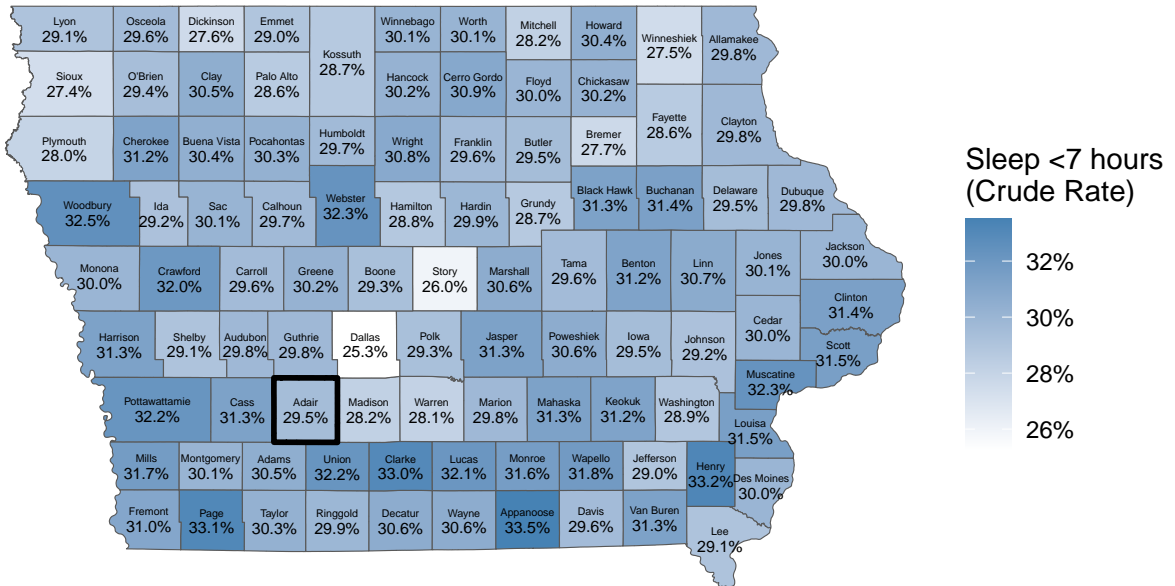 Lyon
29.1%
Osceola
29.6%
Dickinson
27.6%
Emmet
29.0%
Kossuth
28.7%
Winnebago
30.1%
Worth
30.1%
Mitchell
28.2%
Howard
30.4%
Winneshiek
27.5%
Allamakee
29.8%
Sioux
27.4%
O'Brien
29.4%
Clay
30.5%
Palo Alto
28.6%
Hancock
30.2%
Cerro Gordo
30.9%
Floyd
30.0%
Chickasaw
30.2%
Fayette
28.6%
Clayton
29.8%
Plymouth
28.0%
Cherokee
31.2%
Buena Vista
30.4%
Pocahontas
30.3%
Humboldt
29.7%
Wright
30.8%
Franklin
29.6%
Butler
29.5%
Bremer
27.7%
Woodbury
32.5%
Ida
29.2%
Sac
30.1%
Calhoun
29.7%
Webster
32.3%
Hamilton
28.8%
Hardin
29.9%
Grundy
28.7%
Black Hawk
31.3%
Buchanan
31.4%
Delaware
29.5%
Dubuque
29.8%
Monona
30.0%
Crawford
32.0%
Carroll
29.6%
Greene
30.2%
Boone
29.3%
Story
26.0%
Marshall
30.6%
Tama
29.6%
Benton
31.2%
Linn
30.7%
Jones
30.1%
Jackson
30.0%
Clinton
31.4%
Harrison
31.3%
Shelby
29.1%
Audubon
29.8%
Guthrie
29.8%
Dallas
25.3%
Polk
29.3%
Jasper
31.3%
Poweshiek
30.6%
Iowa
29.5%
Johnson
29.2%
Cedar
30.0%
Scott
31.5%
Muscatine
32.3%
Pottawattamie
32.2%
Cass
31.3%
Adair
29.5%
Madison
28.2%
Warren
28.1%
Marion
29.8%
Mahaska
31.3%
Keokuk
31.2%
Washington
28.9%
Louisa
31.5%
Mills
31.7%
Montgomery
30.1%
Adams
30.5%
Union
32.2%
Clarke
33.0%
Lucas
32.1%
Monroe
31.6%
Wapello
31.8%
Jefferson
29.0%
Henry
33.2%
Des Moines
30.0%
Fremont
31.0%
Page
33.1%
Taylor
30.3%
Ringgold
29.9%
Decatur
30.6%
Wayne
30.6%
Appanoose
33.5%
Davis
29.6%
Van Buren
31.3%
Lee
29.1%
Sleep <7 hours
(Crude Rate)
32%
30%
28%
26%